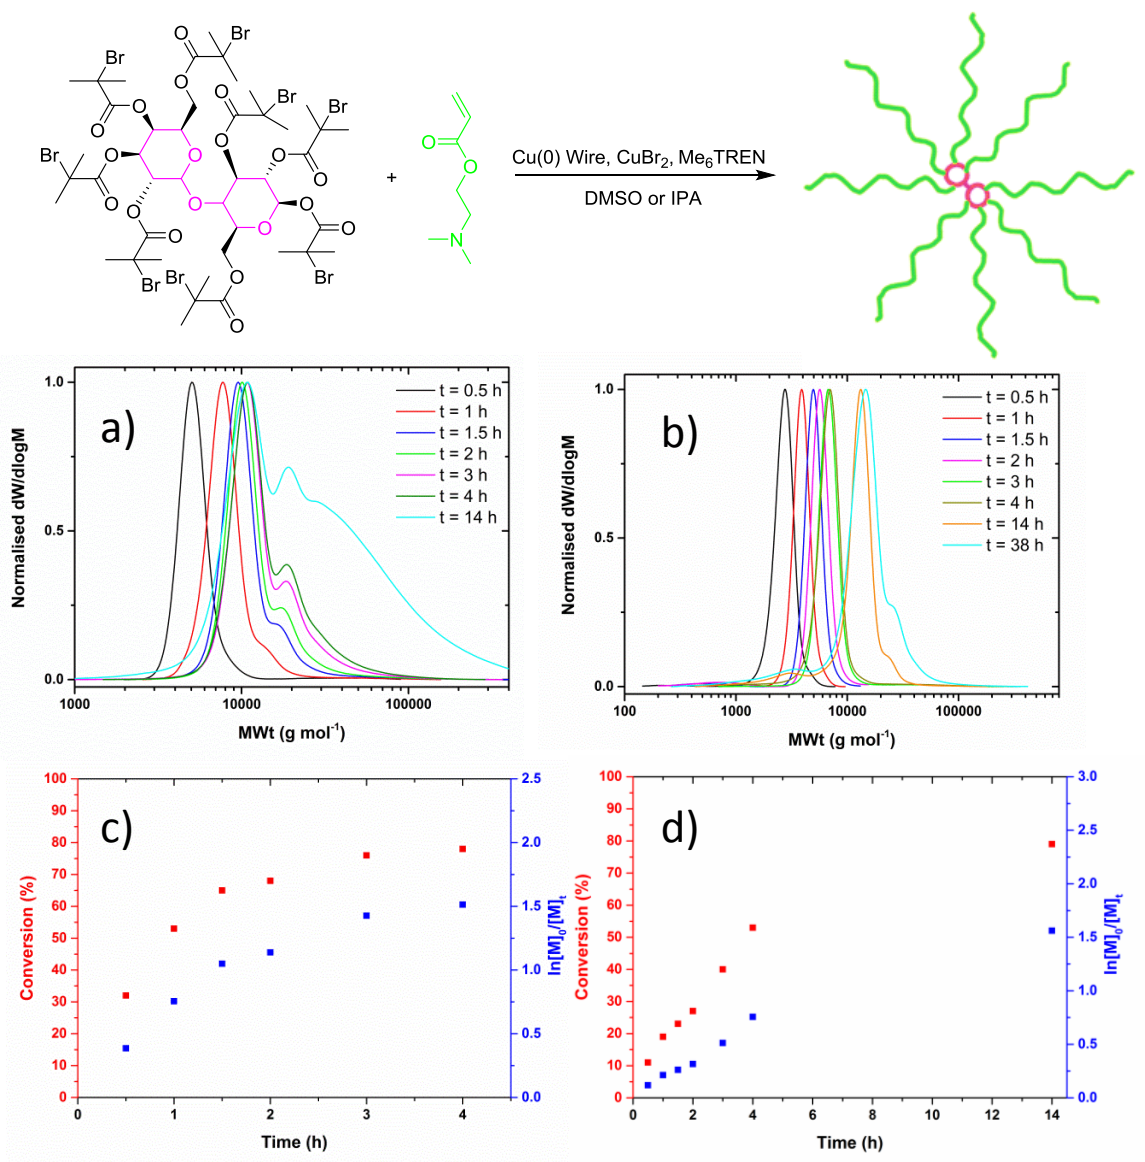 Br
O
O
Br
O
O
Br
O
O
Br
O
O
Br
O
O
Br
O
O
Br
O
O
Br
O
O
O
O
O
O
O
N
+
Cu(0) Wire, CuBr₂, Me₆TREN
DMSO or IPA
a)
Normalised dW/dlogM
1.0
0.5
0.0
t = 0.5 h
t = 1 h
t = 1.5 h
t = 2 h
t = 3 h
t = 4 h
t = 14 h
1000 10000 100000
MWt (g mol⁻¹)
b)
Normalised dW/dlogM
1.0
0.5
0.0
t = 0.5 h
t = 1 h
t = 1.5 h
t = 2 h
t = 3 h
t = 4 h
t = 14 h
t = 38 h
100 1000 10000 100000
MWt (g mol⁻¹)
c)
Conversion (%)
100
90
80
70
60
50
40
30
20
10
0
2.5
2.0
1.5
1.0
0.5
0.0
ln[M]₀/[M]ₜ
0 1 2 3 4
Time (h)
d)
Conversion (%)
100
90
80
70
60
50
40
30
20
10
0
3.0
2.5
2.0
1.5
1.0
0.5
0.0
ln[M]₀/[M]ₜ
0 2 4 6 8 10 12 14
Time (h)